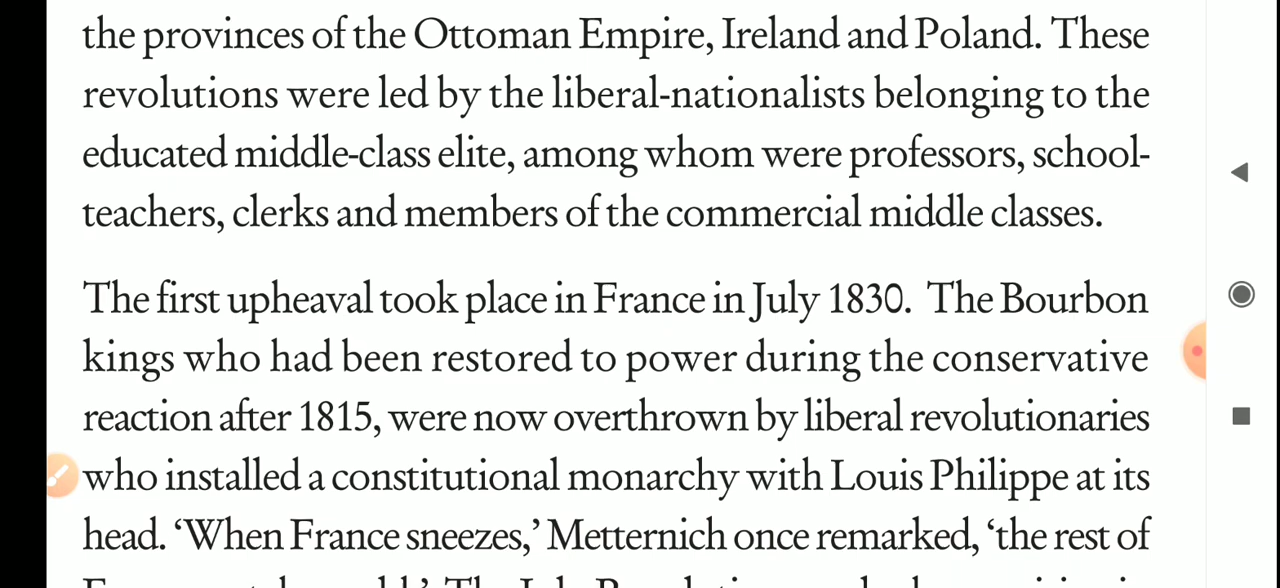 the provinces of the Ottoman Empire, Ireland and Poland. These
revolutions were led by the liberal-nationalists belonging to the
educated middle-class elite, among whom were professors, school-
teachers, clerks and members of the commercial middle classes.
The first upheaval took place in France in July 1830. The Bourbon
kings who had been restored to power during the conservative
reaction after 1815, were now overthrown by liberal revolutionaries
who installed a constitutional monarchy with Louis Philippe at its
head. ‘When France sneezes,’ Metternich once remarked, ‘the rest of